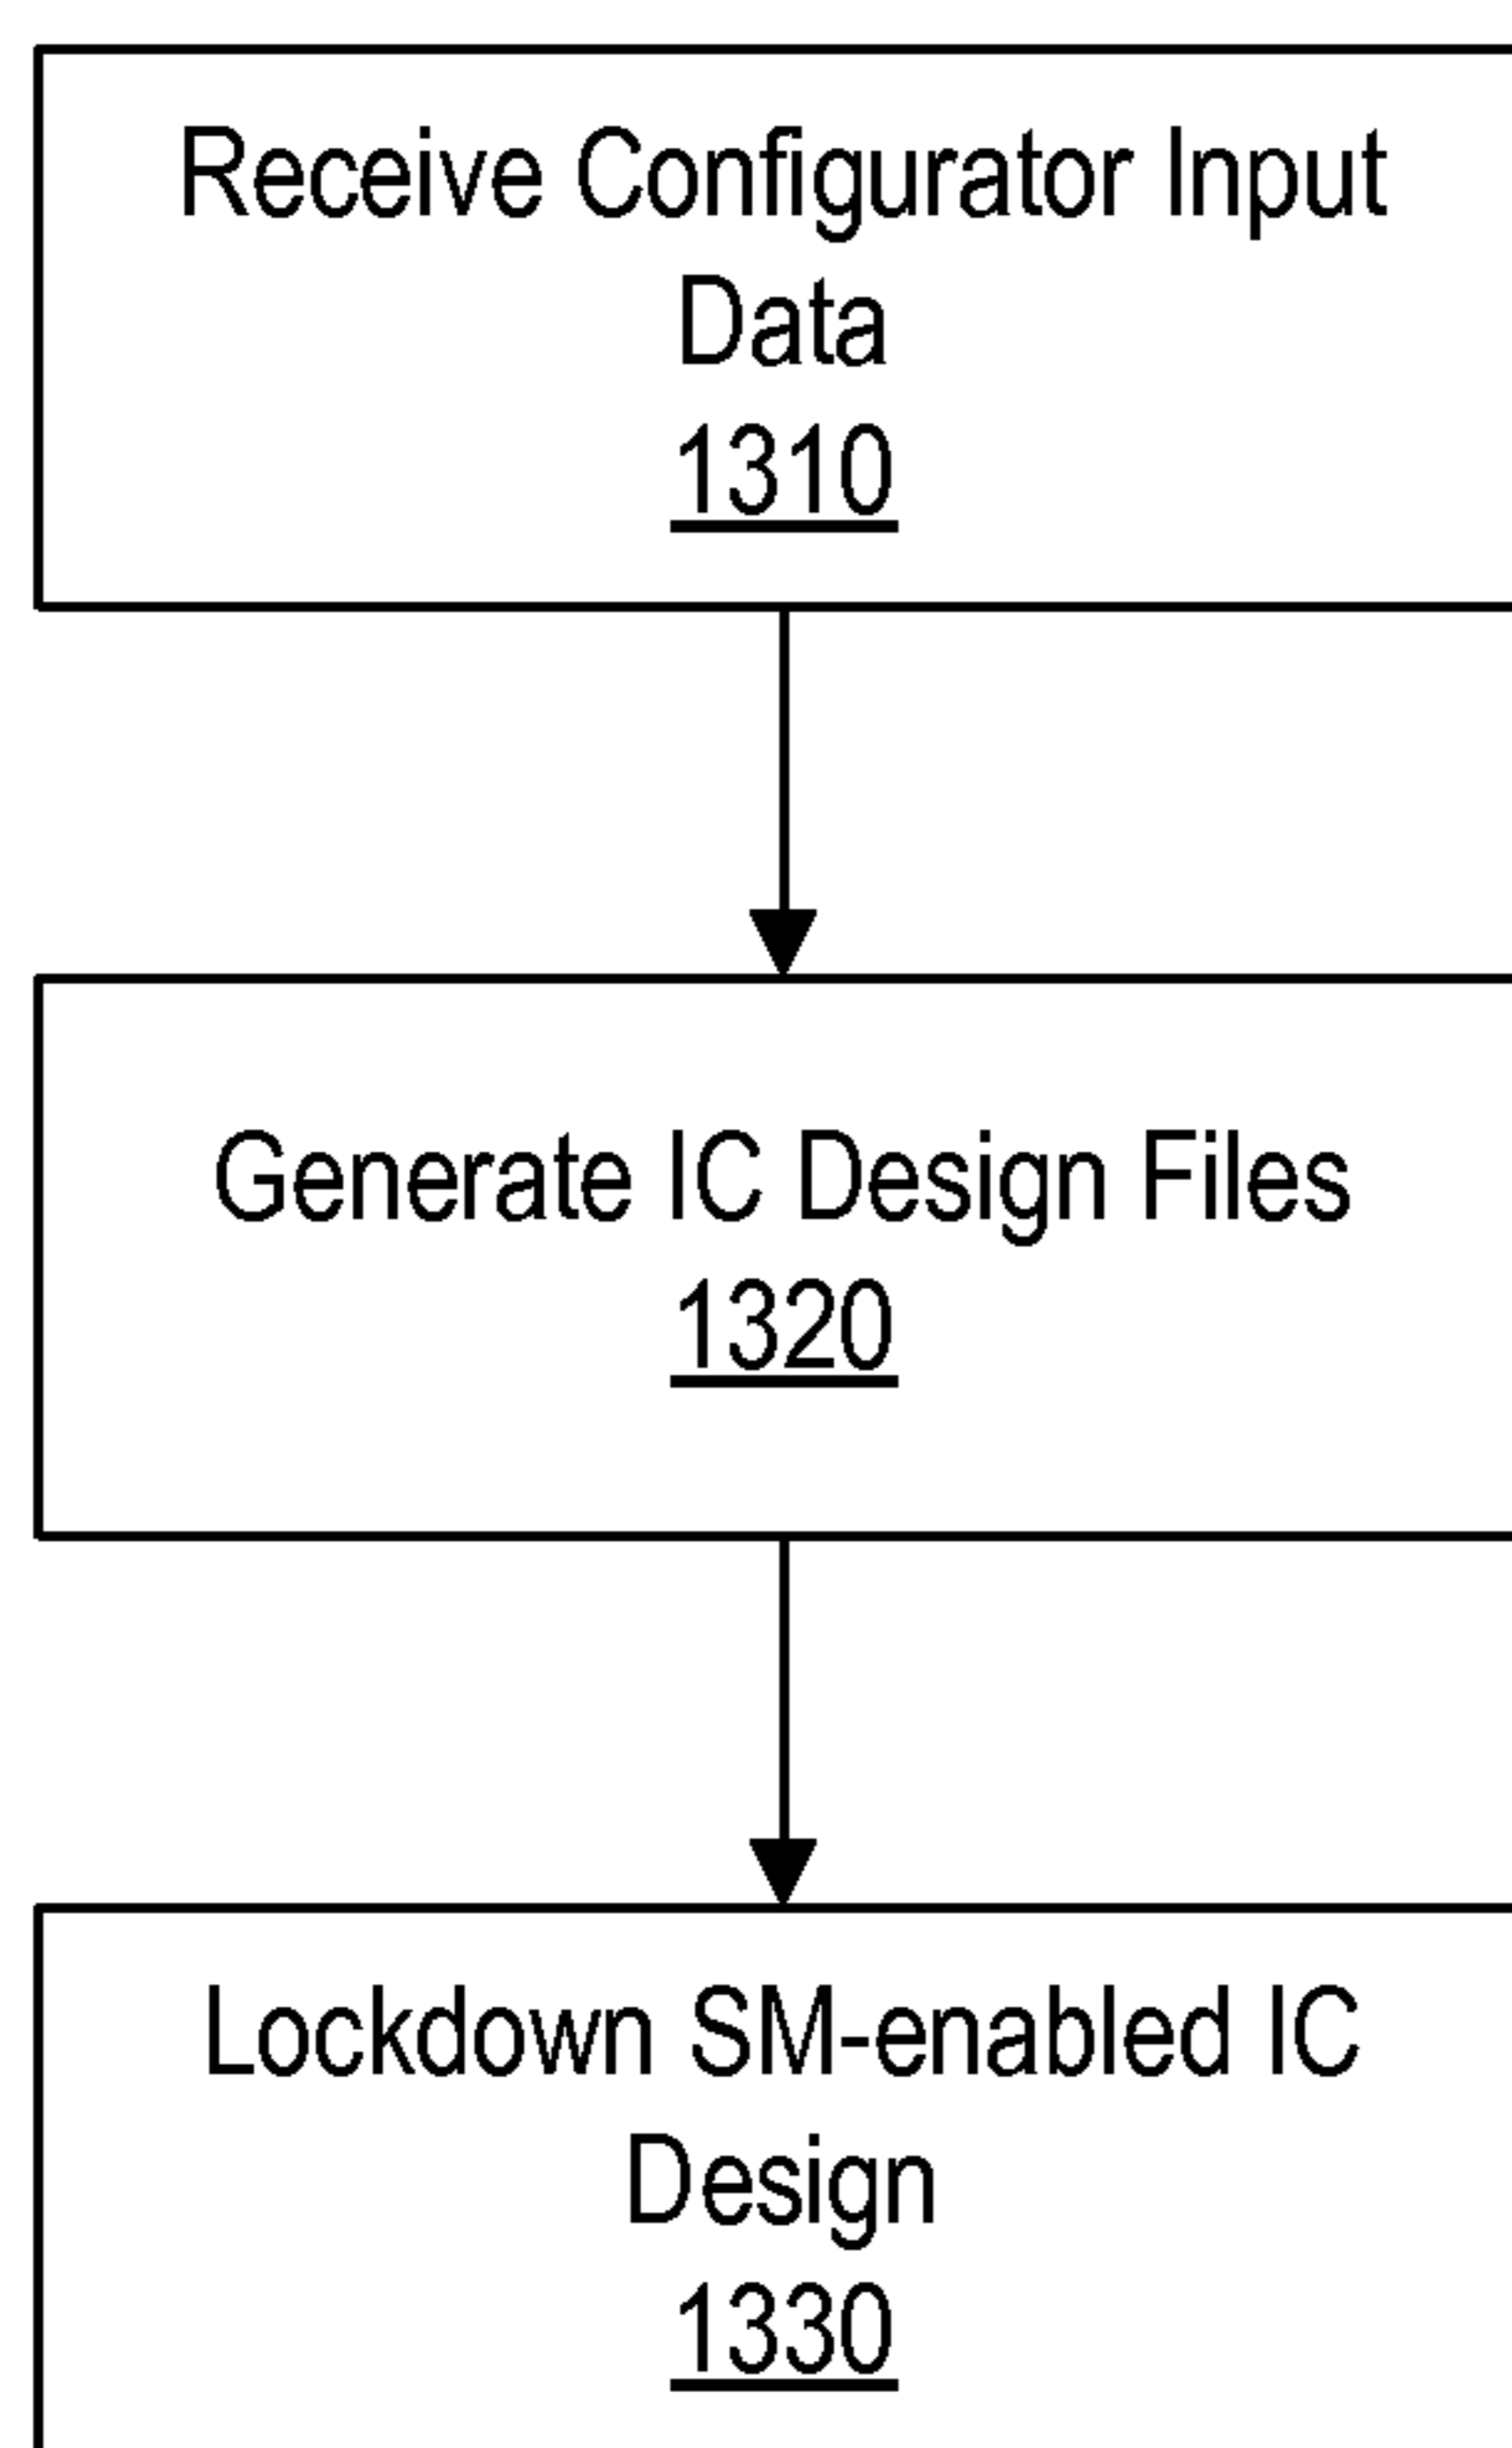 Receive Configurator Input
Data
1310
Generate IC Design Files
1320
Lockdown SM-enabled IC
Design
1330